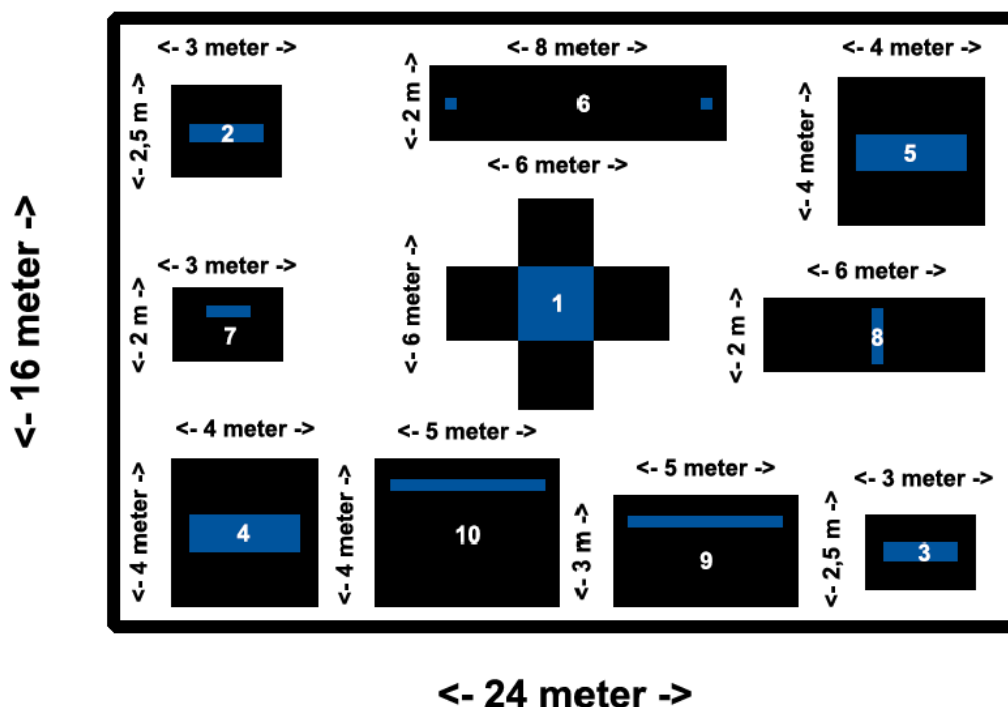 <- 3 meter ->
<- 8 meter ->
<- 4 meter ->
<- 2,5 m ->
2
<- 2 m ->
6
<- 4 meter ->
5
<- 6 meter ->
<- 16 meter ->
<- 3 meter ->
<- 2 m ->
7
<- 6 meter ->
1
<- 6 meter ->
<- 2 m ->
8
<- 4 meter ->
<- 5 meter ->
<- 5 meter ->
<- 3 meter ->
<- 4 meter ->
4
<- 4 meter ->
10
<- 3 m ->
9
<- 2,5 m ->
3
<- 24 meter ->